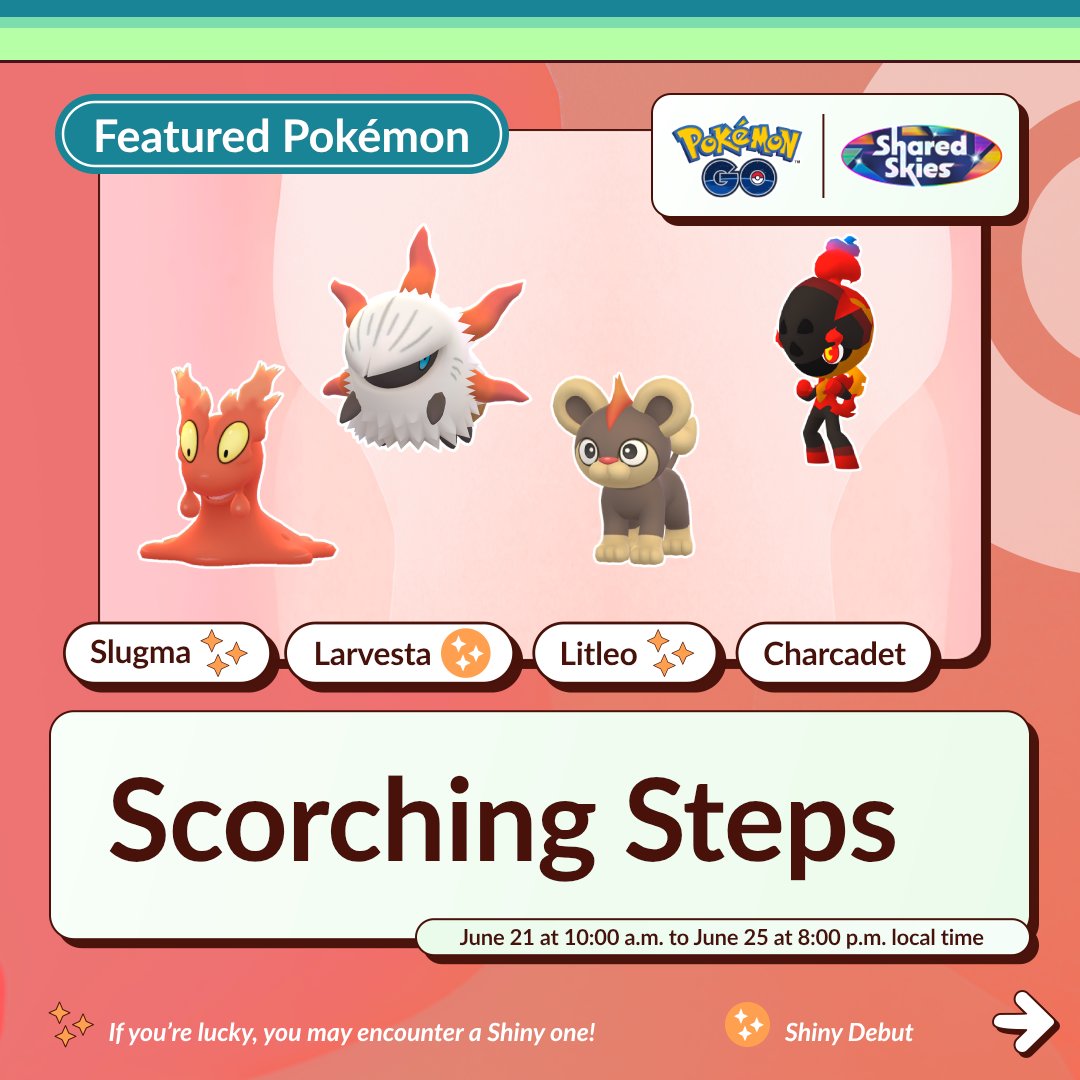 Featured Pokémon
POKÉMON
GO
™
Shared
Skies
Slugma
Larvesta
Litleo
Charcadet
Scorching Steps
June 21 at 10:00 a.m. to June 25 at 8:00 p.m. local time
If you’re lucky, you may encounter a Shiny one!
Shiny Debut